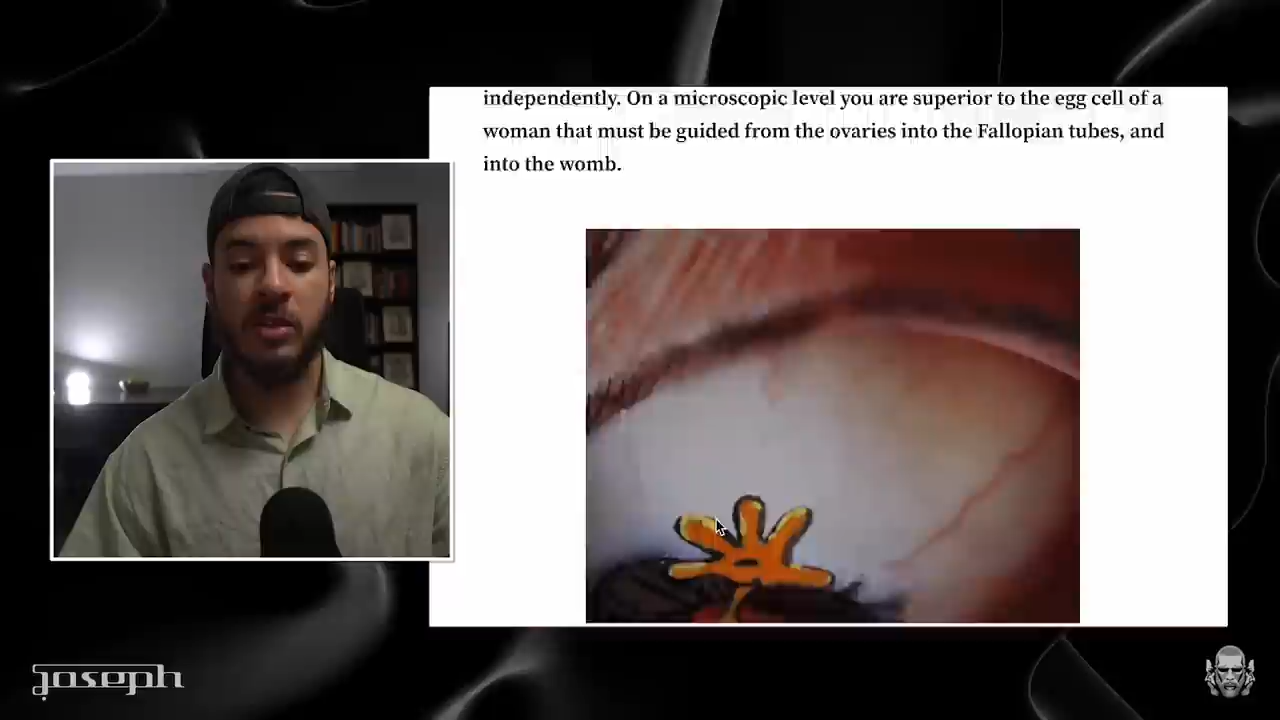 independently. On a microscopic level you are superior to the egg cell of a
woman that must be guided from the ovaries into the Fallopian tubes, and
into the womb.
joseph